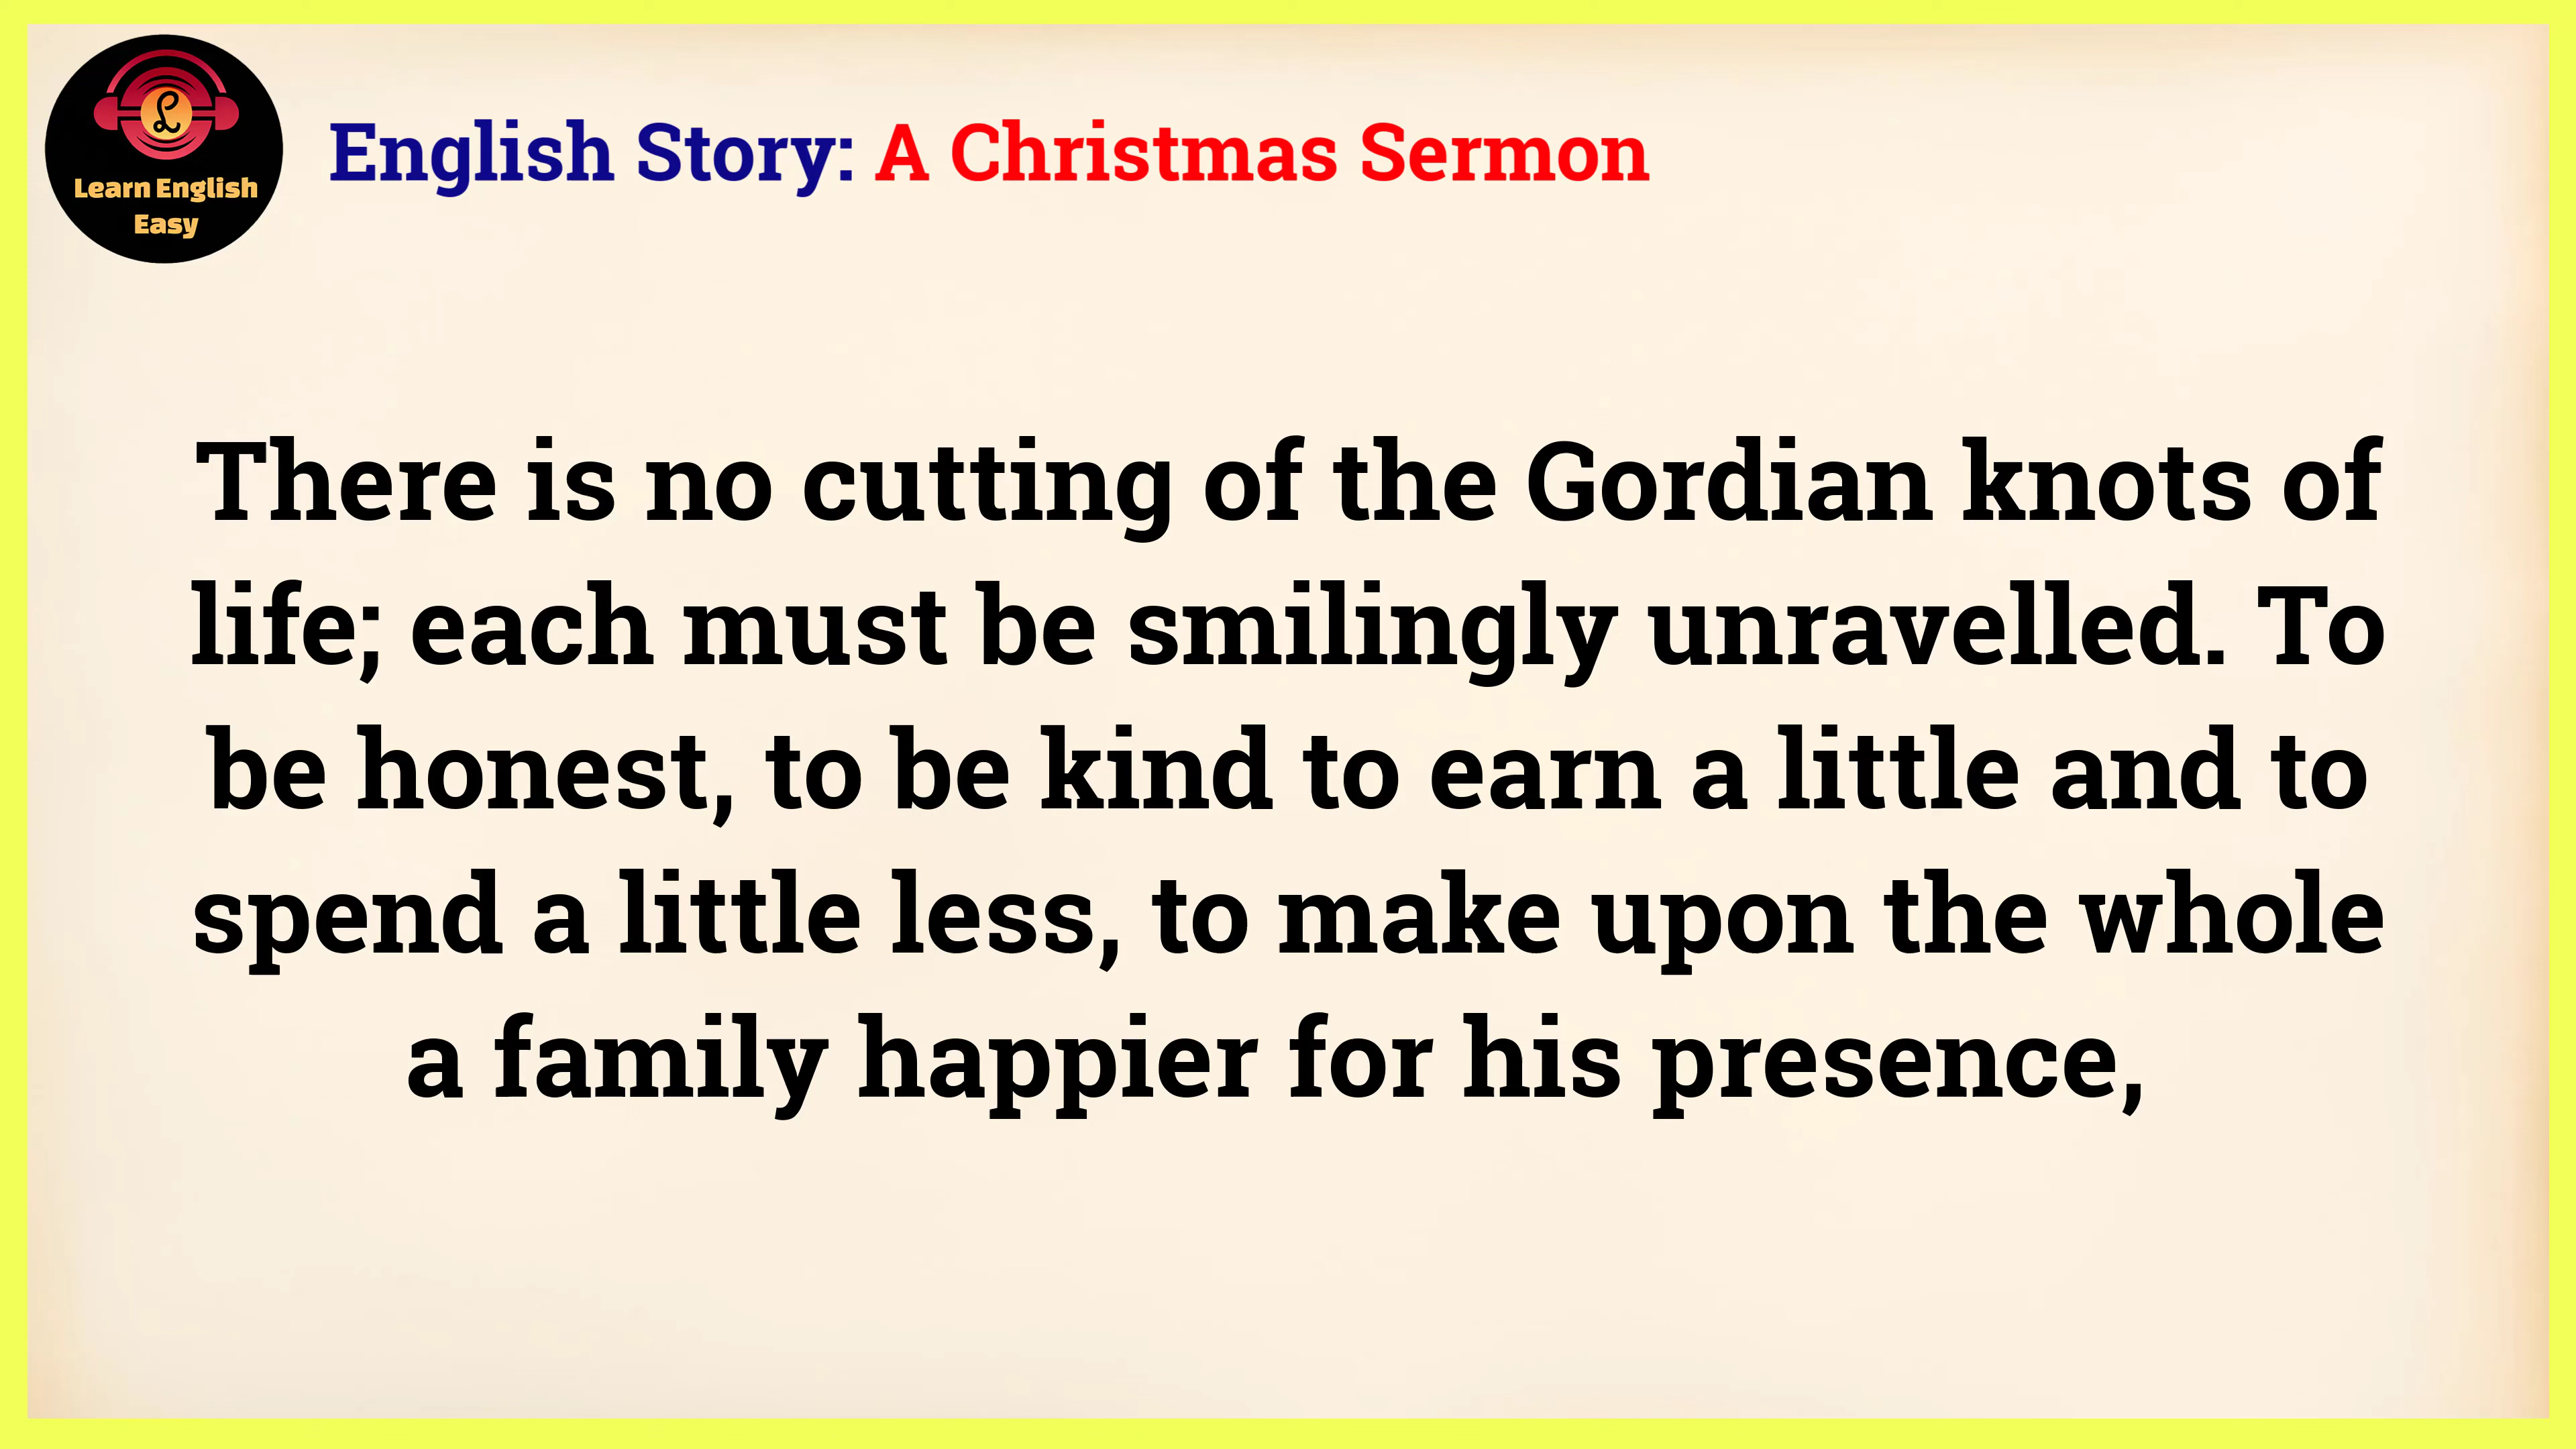 Learn English
Easy
English Story: A Christmas Sermon
There is no cutting of the Gordian knots of
life; each must be smilingly unravelled. To
be honest, to be kind to earn a little and to
spend a little less, to make upon the whole
a family happier for his presence,